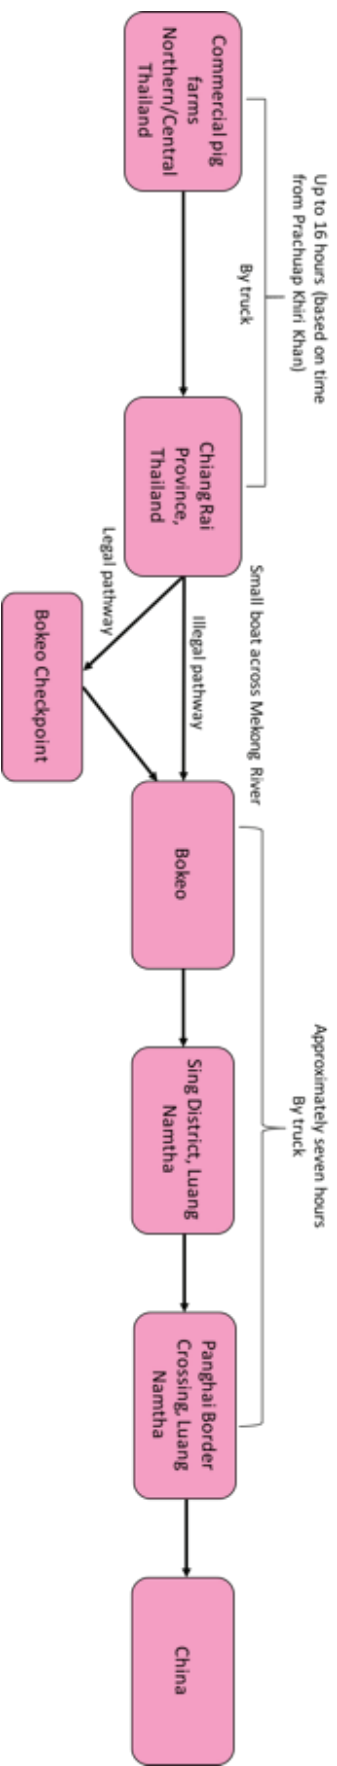 Up to 16 hours (based on time
from Prachuap Khiri Khan)
By truck
Commercial pig
farms
Northern/Central
Thailand
Chiang Rai
Province,
Thailand
Small boat across Mekong River
Illegal pathway
Legal pathway
Bokeo Checkpoint
Approximately seven hours
By truck
Bokeo
Sing District, Luang
Namtha
Panghai Border
Crossing, Luang
Namtha
China